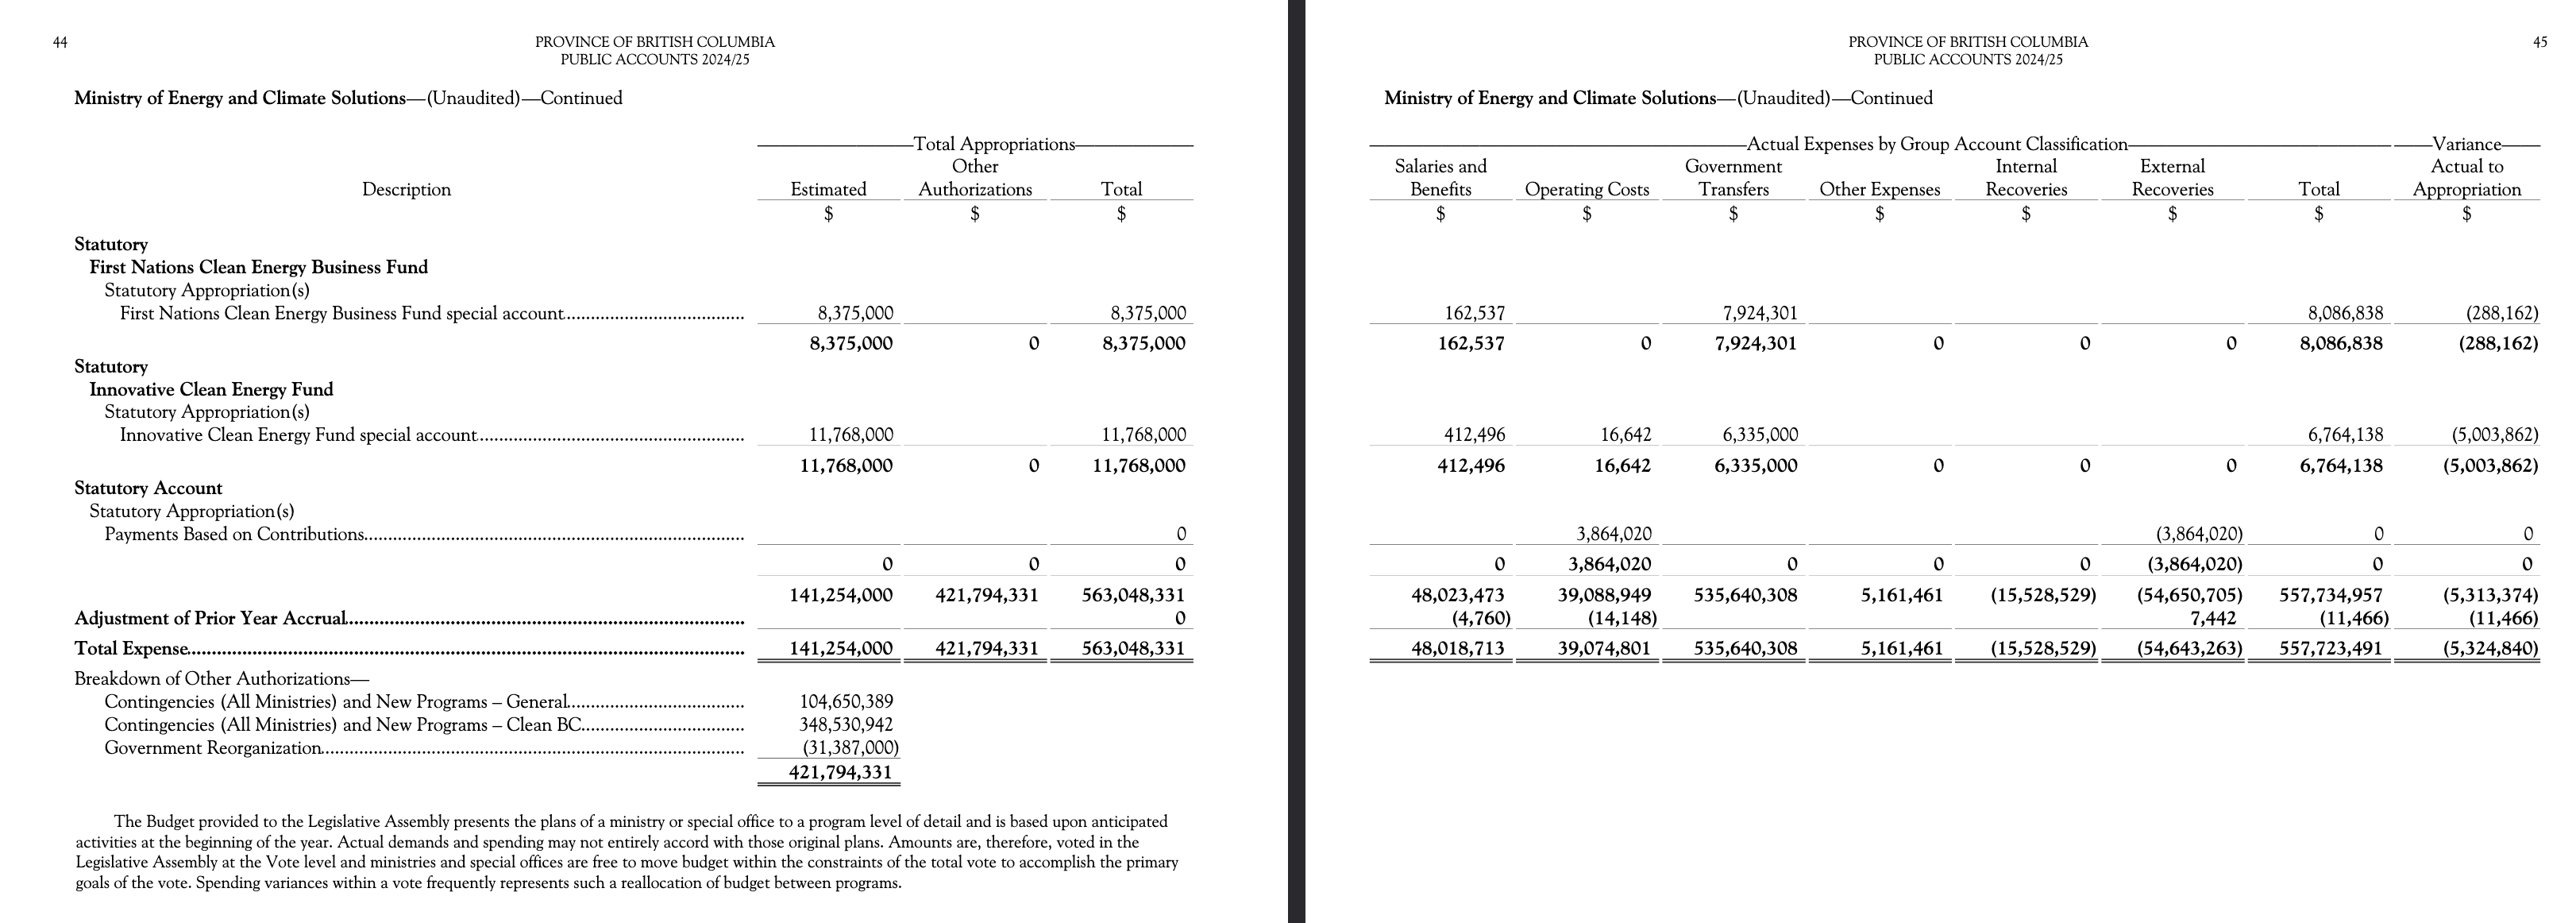 44
PROVINCE OF BRITISH COLUMBIA
PUBLIC ACCOUNTS 2024/25
Ministry of Energy and Climate Solutions—(Unaudited)—Continued
Total Appropriations
Other
Description Estimated Authorizations Total
$ $ $
Statutory
First Nations Clean Energy Business Fund
Statutory Appropriation(s)
First Nations Clean Energy Business Fund special account 8,375,000 8,375,000
8,375,000 0 8,375,000
Statutory
Innovative Clean Energy Fund
Statutory Appropriation(s)
Innovative Clean Energy Fund special account 11,768,000 11,768,000
11,768,000 0 11,768,000
Statutory Account
Statutory Appropriation(s)
Payments Based on Contributions 0
0 0 0
141,254,000 421,794,331 563,048,331
Adjustment of Prior Year Accrual 0
Total Expense 141,254,000 421,794,331 563,048,331
Breakdown of Other Authorizations—
Contingencies (All Ministries) and New Programs – General 104,650,389
Contingencies (All Ministries) and New Programs – Clean BC 348,530,942
Government Reorganization (31,387,000)
421,794,331
The Budget provided to the Legislative Assembly presents the plans of a ministry or special office to a program level of detail and is based upon anticipated
activities at the beginning of the year. Actual demands and spending may not entirely accord with those original plans. Amounts are, therefore, voted in the
Legislative Assembly at the Vote level and ministries and special offices are free to move budget within the constraints of the total vote to accomplish the primary
goals of the vote. Spending variances within a vote frequently represents such a reallocation of budget between programs.
PROVINCE OF BRITISH COLUMBIA
PUBLIC ACCOUNTS 2024/25
45
Ministry of Energy and Climate Solutions—(Unaudited)—Continued
Actual Expenses by Group Account Classification Variance
Salaries and Government Internal External Actual to
Benefits Operating Costs Transfers Other Expenses Recoveries Recoveries Total Appropriation
$ $ $ $ $ $ $ $
162,537 7,924,301 8,086,838 (288,162)
162,537 0 7,924,301 0 0 0 8,086,838 (288,162)
412,496 16,642 6,335,000 6,764,138 (5,003,862)
412,496 16,642 6,335,000 0 0 0 6,764,138 (5,003,862)
3,864,020 (3,864,020) 0 0
0 3,864,020 0 0 0 (3,864,020) 0 0
48,023,473 39,088,949 535,640,308 5,161,461 (15,528,529) (54,650,705) 557,734,957 (5,313,374)
(4,760) (14,148) 7,442 (11,466) (11,466)
48,018,713 39,074,801 535,640,308 5,161,461 (15,528,529) (54,643,263) 557,723,491 (5,324,840)